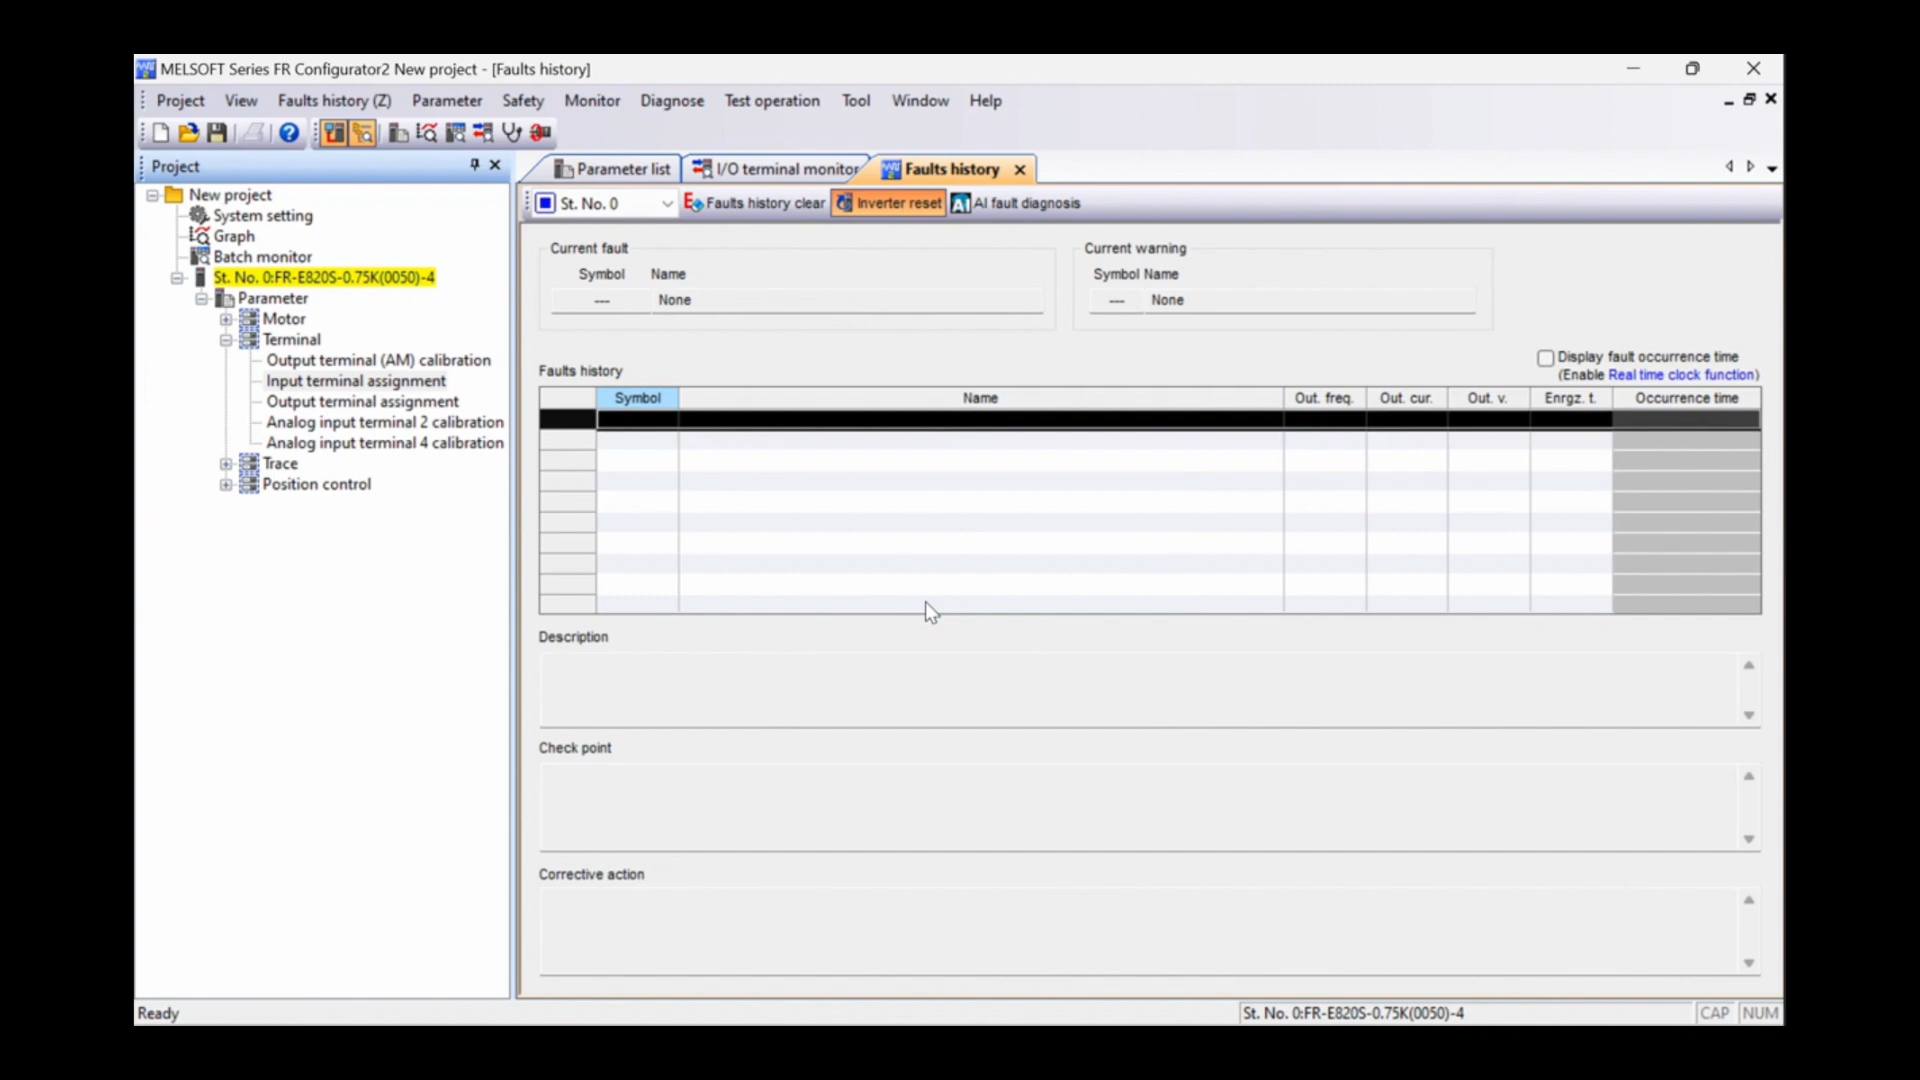 MELSOFT Series FR Configurator2 New project - [Faults history]
Project View Faults history (Z) Parameter Safety Monitor Diagnose Test operation Tool Window Help
Project
New project
System setting
Graph
Batch monitor
St. No. 0:FR-E820S-0.75K(0050)-4
Parameter
Motor
Terminal
Output terminal (AM) calibration
Input terminal assignment
Output terminal assignment
Analog input terminal 2 calibration
Analog input terminal 4 calibration
Trace
Position control
Parameter list I/O terminal monitor Faults history
St. No. 0 Faults history clear Inverter reset AI fault diagnosis
Current fault
Symbol Name
--- None
Current warning
Symbol Name
--- None
Display fault occurrence time
(Enable Real time clock function)
Faults history
Symbol Name Out. freq. Out. cur. Out. v. Enrgz. t. Occurrence time
Description
Check point
Corrective action
Ready St. No. 0:FR-E820S-0.75K(0050)-4 CAP NUM